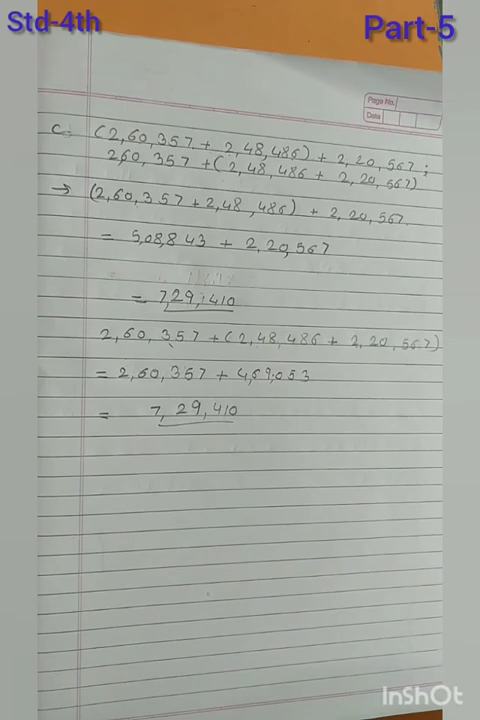 Std-4th
Part-5
Page No.
Date
c: (2,60,357 + 2,48,486) + 2,20,567;
2,60,357 + (2,48,486 + 2,20,567)
→ (2,60,357 + 2,48,486) + 2,20,567.
= 5,08,843 + 2,20,567
= 7,29,410
2,60,357 + (2,48,486 + 2,20,567)
= 2,60,357 + 4,69,053
= 7,29,410
InShOt